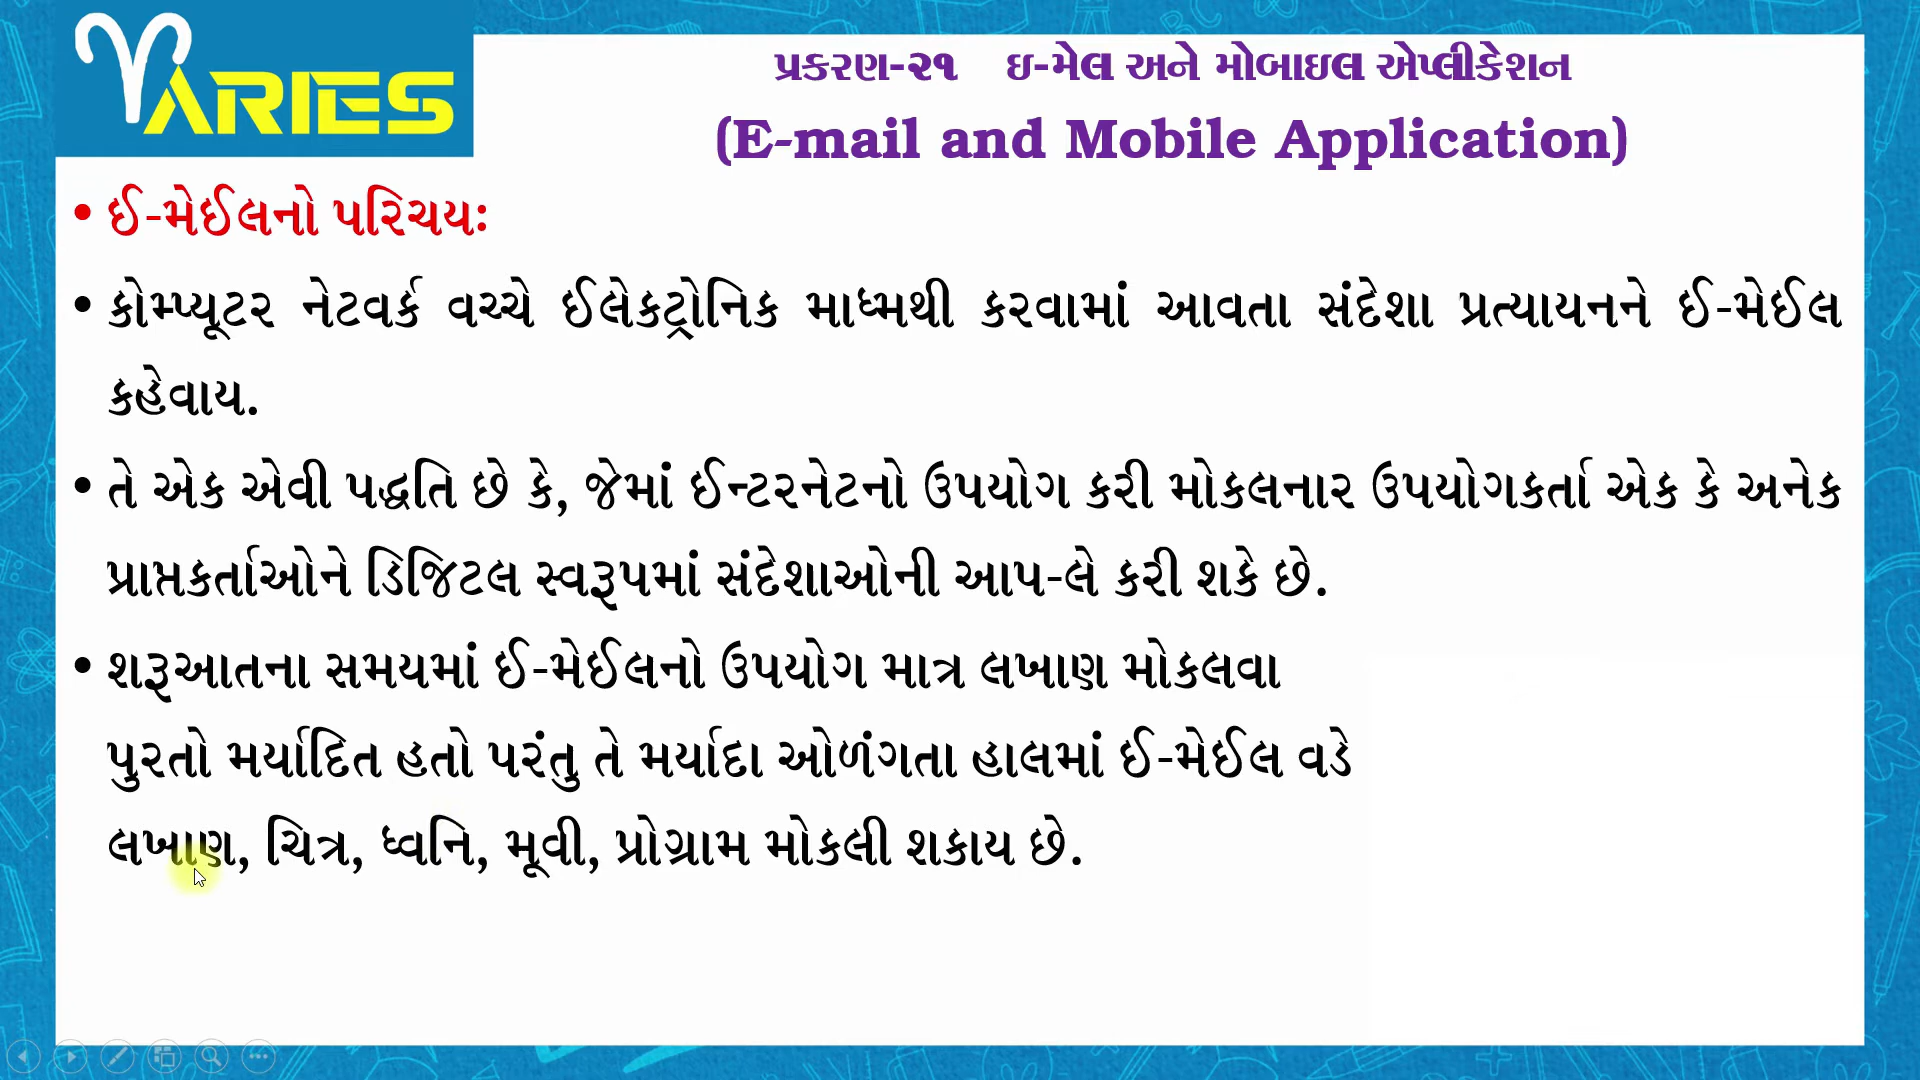 ARIES
પ્રકરણ-૨૧ ઇ-મેલ અને મોબાઇલ એપ્લીકેશન
(E-mail and Mobile Application)
• ઈ-મેઈલનો પરિચયઃ
• કોમ્પ્યૂટર નેટવર્ક વચ્ચે ઈલેકટ્રોનિક માધ્મથી કરવામાં આવતા સંદેશા પ્રત્યાયનને ઈ-મેઈલ
કહેવાય.
• તે એક એવી પદ્ધતિ છે કે, જેમાં ઈન્ટરનેટનો ઉપયોગ કરી મોકલનાર ઉપયોગકર્તા એક કે અનેક
પ્રાપ્તકર્તાઓને ડિજિટલ સ્વરૂપમાં સંદેશાઓની આપ-લે કરી શકે છે.
• શરૂઆતના સમયમાં ઈ-મેઈલનો ઉપયોગ માત્ર લખાણ મોકલવા
પુરતો મર્યાદિત હતો પરંતુ તે મર્યાદા ઓળંગતા હાલમાં ઈ-મેઈલ વડે
લખાણ, ચિત્ર, ધ્વનિ, મૂવી, પ્રોગ્રામ મોકલી શકાય છે.